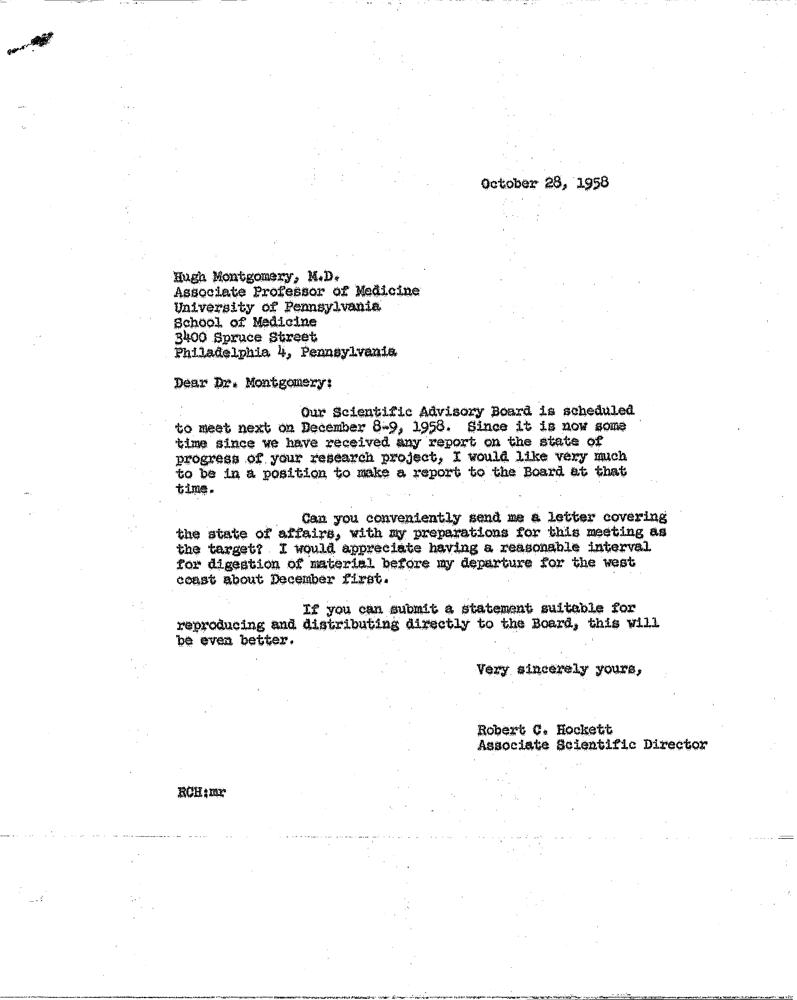 October 28, 1958
Hugh Montgomery, M.D.
Associate Professor of Medicine
University of Pennsylvania
School of Medicine
3400 Spruce Street
Philadelphia 4, Pennsylvania
Dear Dr. Montgomery:
Our Scientific Advisory Board is scheduled
to meet next on December 8-9, 1958. Since it is now some
time since we have received any report on the state of
progress of your research project, I would like very much
to be in a position to make a report to the Board at that
time.
Can you conveniently send me a letter covering
the state of affairs, with my preparations for this meeting as
the target? I would appreciate having a reasonable interval
for digestion of material before my departure for the west
coast about December first.
If you can submit a statement suitable for
reproducing and distributing directly to the Board, this will
be even better.
Very sincerely yours,
Robert C. Hockett
Associate Scientific Director
RCH:mr